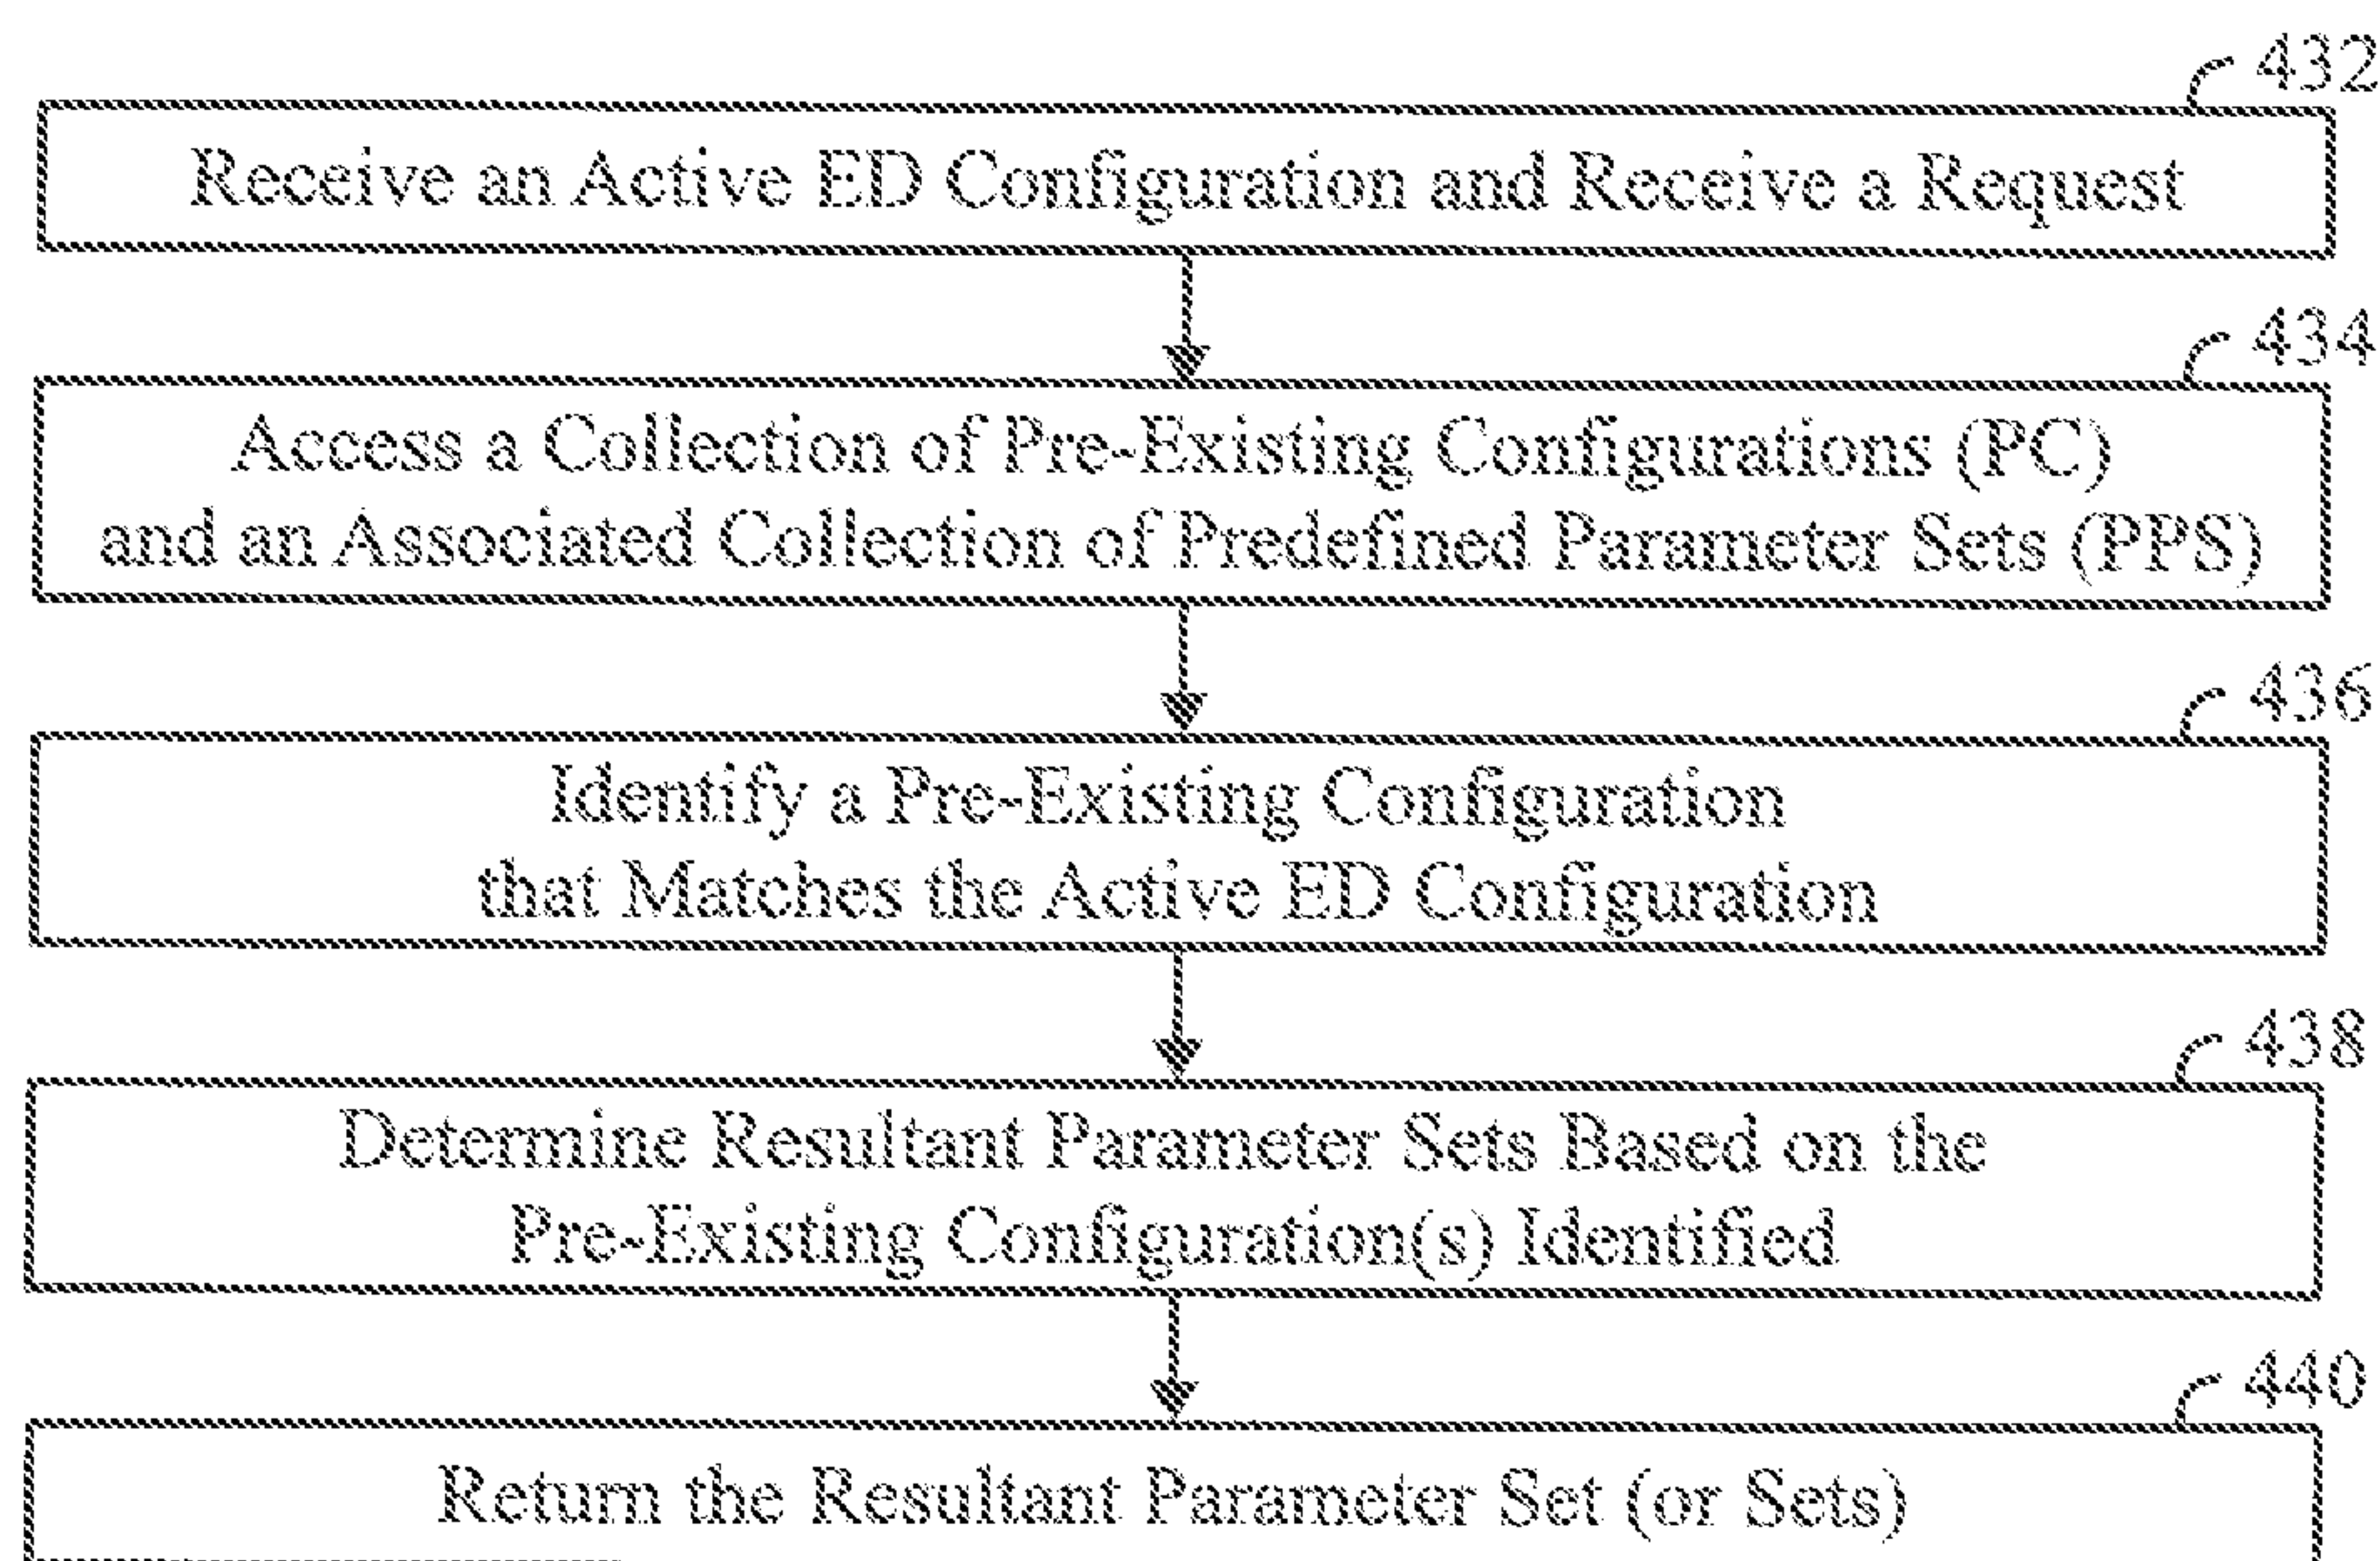 432
Receive an Active ED Configuration and Receive a Request
434
Access a Collection of Pre-Existing Configurations (PC)
and an Associated Collection of Predefined Parameter Sets (PPS)
436
Identify a Pre-Existing Configuration
that Matches the Active ED Configuration
438
Determine Resultant Parameter Sets Based on the
Pre-Existing Configuration(s) Identified
440
Return the Resultant Parameter Set (or Sets)